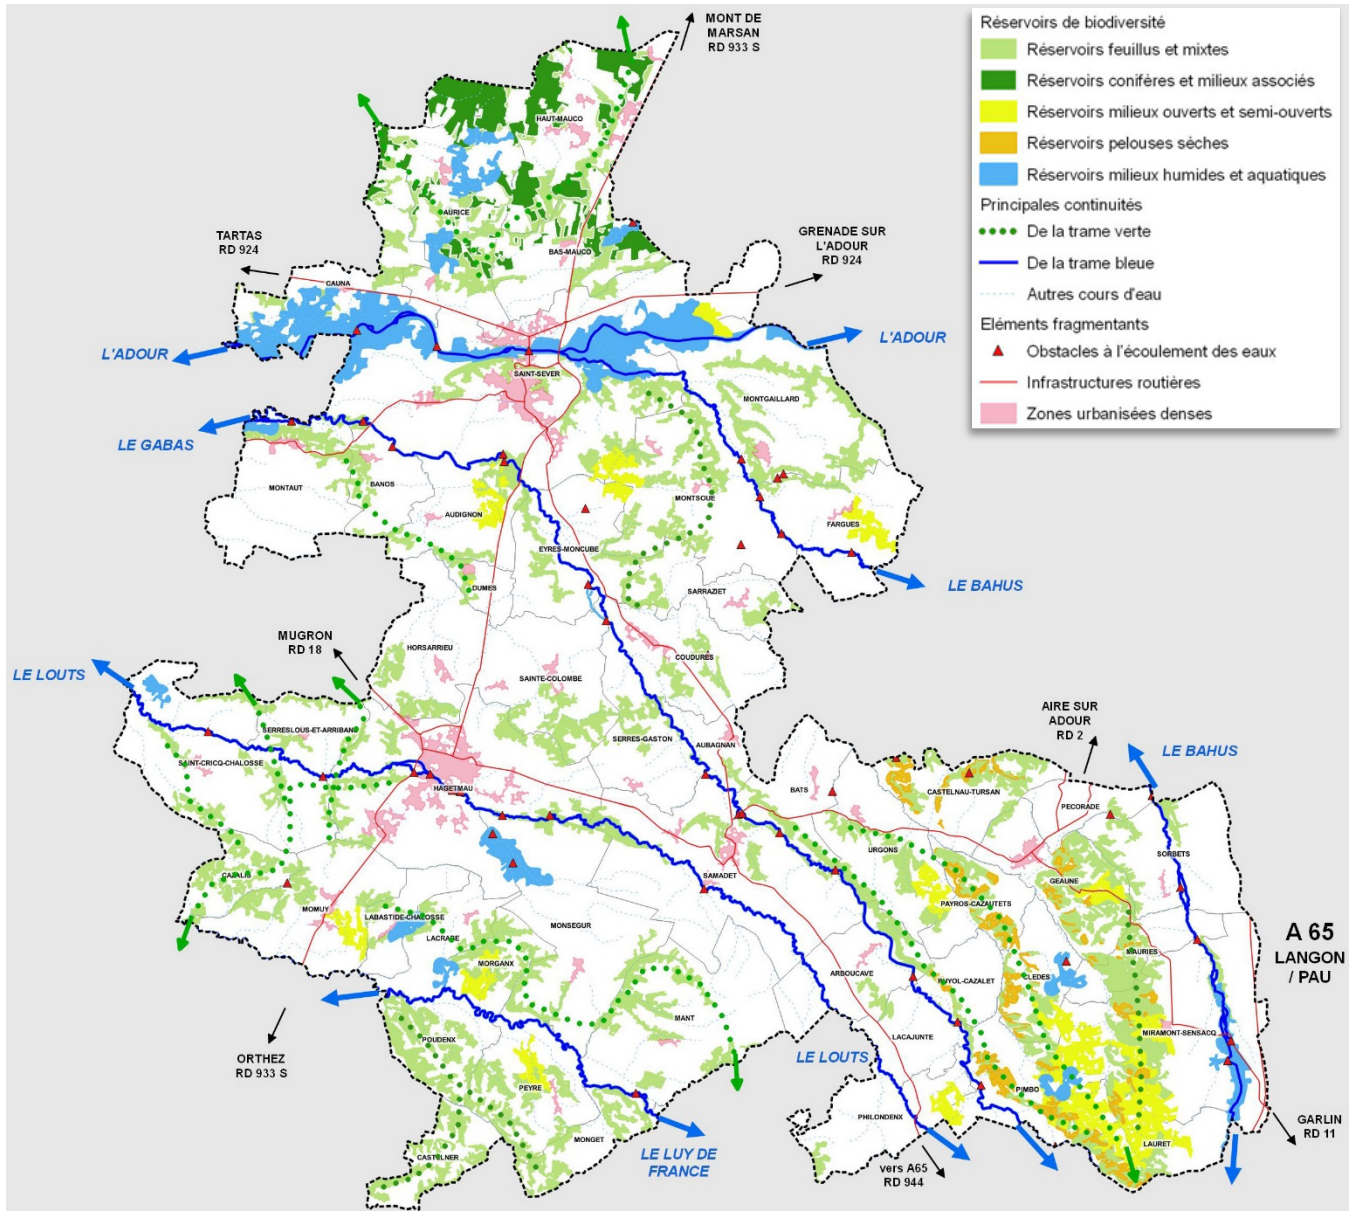 MONT DE
MARSAN
RD 933 S
Réservoirs de biodiversité
Réservoirs feuillus et mixtes
Réservoirs conifères et milieux associés
Réservoirs milieux ouverts et semi-ouverts
Réservoirs pelouses sèches
Réservoirs milieux humides et aquatiques
Principales continuités
De la trame verte
De la trame bleue
Autres cours d'eau
Eléments fragmentants
Obstacles à l'écoulement des eaux
Infrastructures routières
Zones urbanisées denses
HAUT-MAUCO
AURICE
BAS-MAUCO
TARTAS
RD 924
GRENADE SUR
L'ADOUR
RD 924
CAUNA
L'ADOUR
L'ADOUR
SAINT-SEVER
MONTGAILLARD
LE GABAS
MONTAUT
BANOS
AUDIGNON
MONTSOUE
FARGUES
EYRES-MONCUBE
DUMES
SARRAZIET
LE BAHUS
MUGRON
RD 18
HORSARRIEU
COUDURES
LE LOUTS
SAINTE-COLOMBE
SERRESLOUS-ET-ARRIBANS
SERRES-GASTON
AUBAGNAN
AIRE SUR
ADOUR
RD 2
LE BAHUS
SAINT-CRICQ-CHALOSSE
HAGETMAU
BATS
CASTELNAU-TURSAN
PECORADE
URGONS
SORBETS
CAZALIS
SAMADET
GEAUNE
MOMUY
LABASTIDE-CHALOSSE
PAYROS-CAZAUTETS
LACRABE
MONSEGUR
A 65
LANGON
/ PAU
MORGANX
ARBOUCAVE
MAURIES
PUYOL-CAZALET
CLEDES
MANT
ORTHEZ
RD 933 S
POUDENX
LACAJUNTE
MIRAMONT-SENSACQ
LE LOUTS
PEYRE
PIMBO
PHILONDENX
GARLIN
RD 11
MONGET
LAURET
CASTELNER
LE LUY DE
FRANCE
vers A65
RD 944